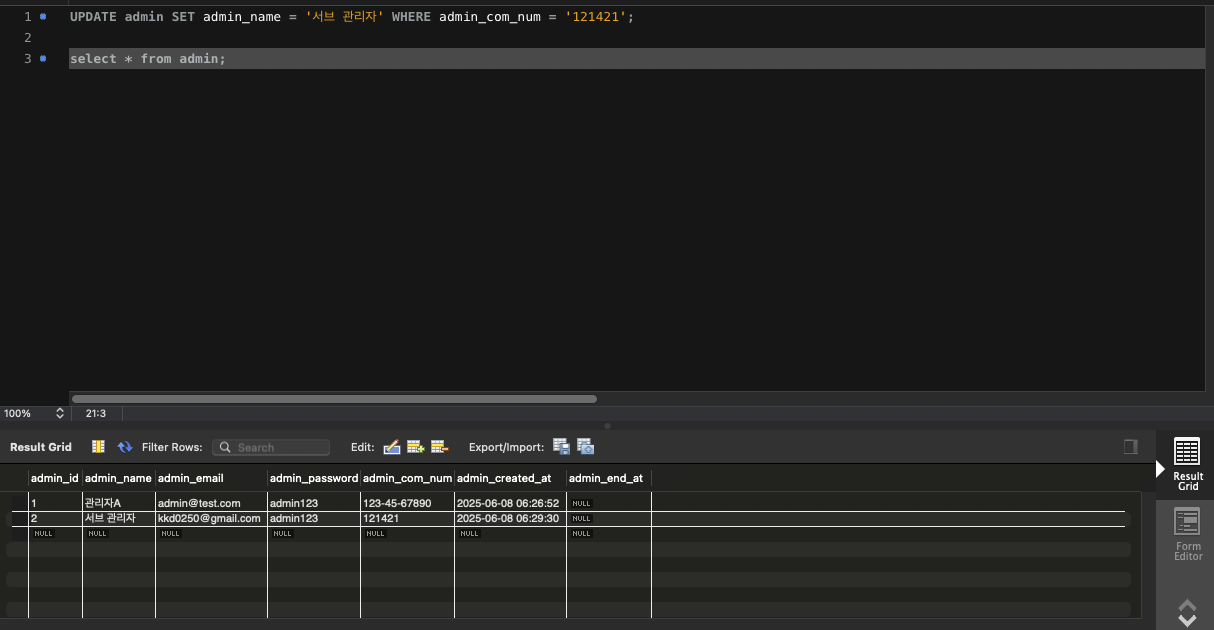 1 UPDATE admin SET admin_name = '서브 관리자' WHERE admin_com_num = '121421';
2
3 select * from admin;
100% 21:3
Result Grid Filter Rows: Search Edit: Export/Import:
admin_id admin_name admin_email admin_password admin_com_num admin_created_at admin_end_at
1 관리자A admin@test.com admin123 123-45-67890 2025-06-08 06:26:52 NULL
2 서브 관리자 kkd0250@gmail.com admin123 121421 2025-06-08 06:29:30 NULL
NULL NULL NULL NULL NULL NULL NULL
Result
Grid
Form
Editor